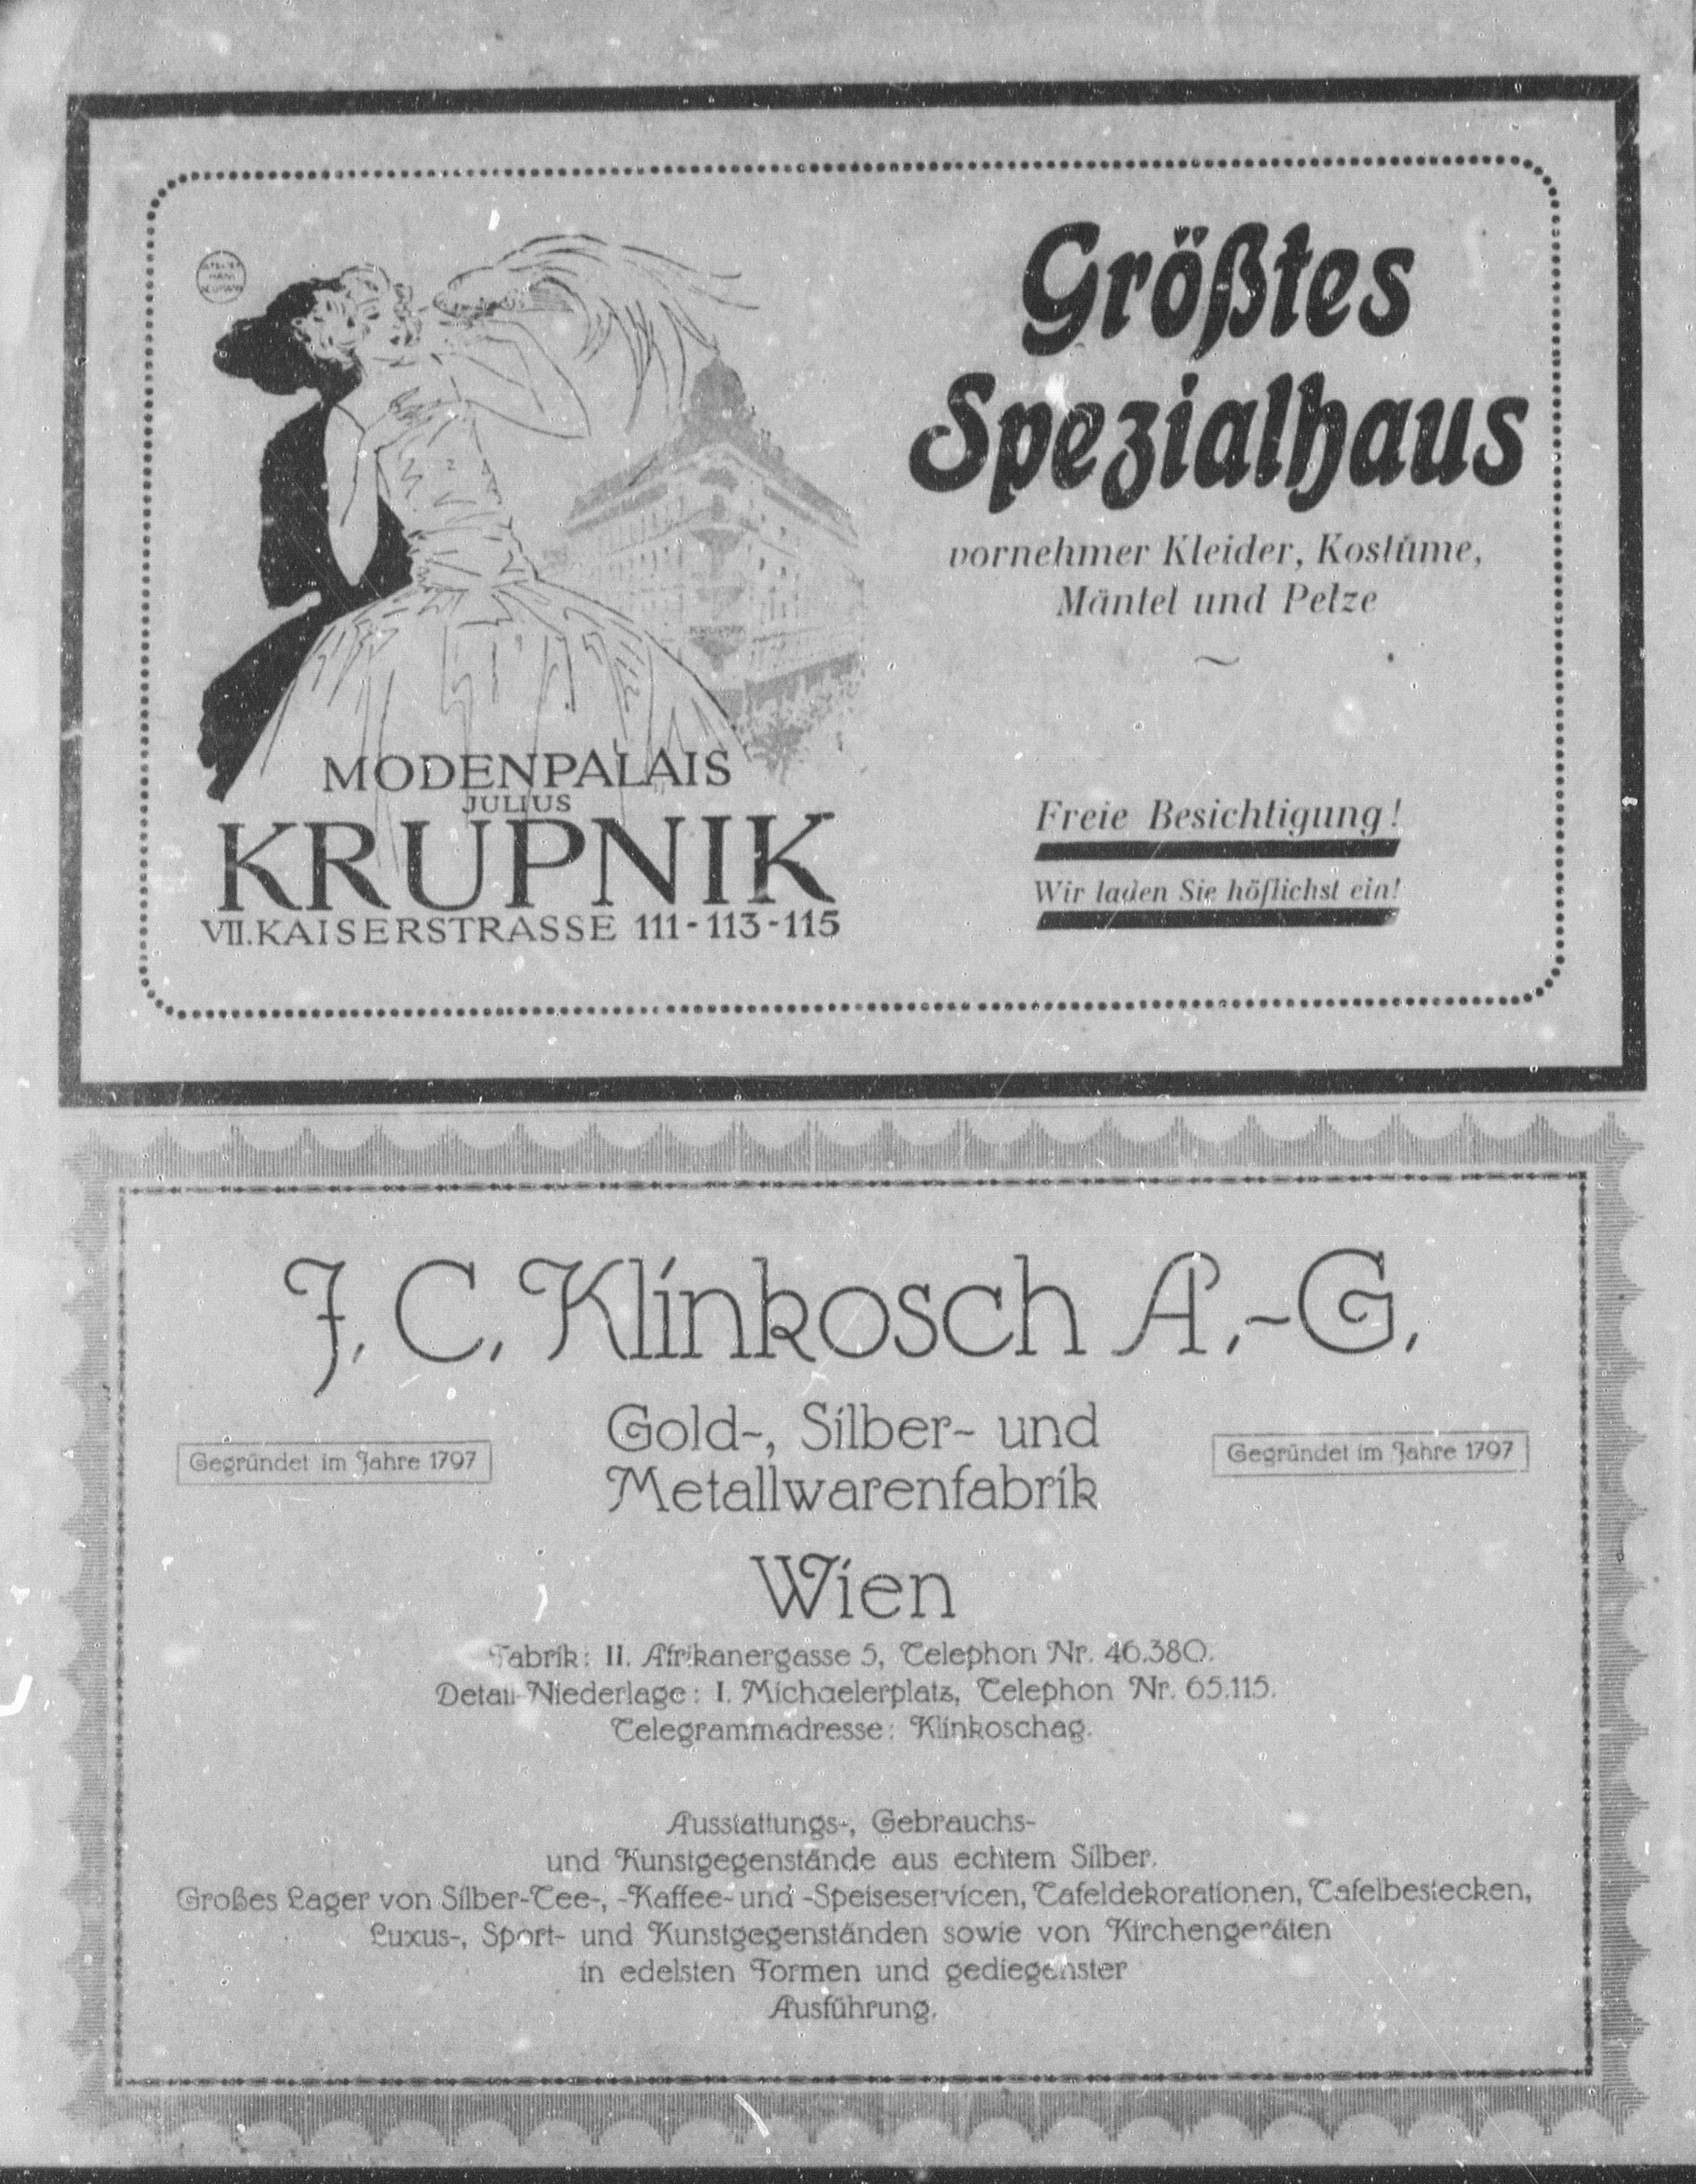 ATELIER
HANS
NEUMANN
MODENPALAIS
JULIUS
KRUPNIK
VII. KAISERSTRASSE 111-113-115
Größtes
Spezialhaus
vornehmer Kleider, Kostüme,
Mäntel und Pelze
Freie Besichtigung!
Wir laden Sie höflichst ein!
J. C. Klinkosch A.-G.
Gold-, Silber- und
Metallwarenfabrik
Gegründet im Jahre 1797
Gegründet im Jahre 1797
Wien
Fabrik: II. Afrikanergasse 5, Telephon Nr. 46.380.
Detail-Niederlage: I. Michaelerplatz, Telephon Nr. 65.115.
Telegrammadresse: Klinkoschag.
Ausstattungs-, Gebrauchs-
und Kunstgegenstände aus echtem Silber.
Großes Lager von Silber-Tee-, -Kaffee- und -Speiseservicen, Tafeldekorationen, Tafelbestecken,
Luxus-, Sport- und Kunstgegenständen sowie von Kirchengeräten
in edelsten Formen und gediegenster
Ausführung.